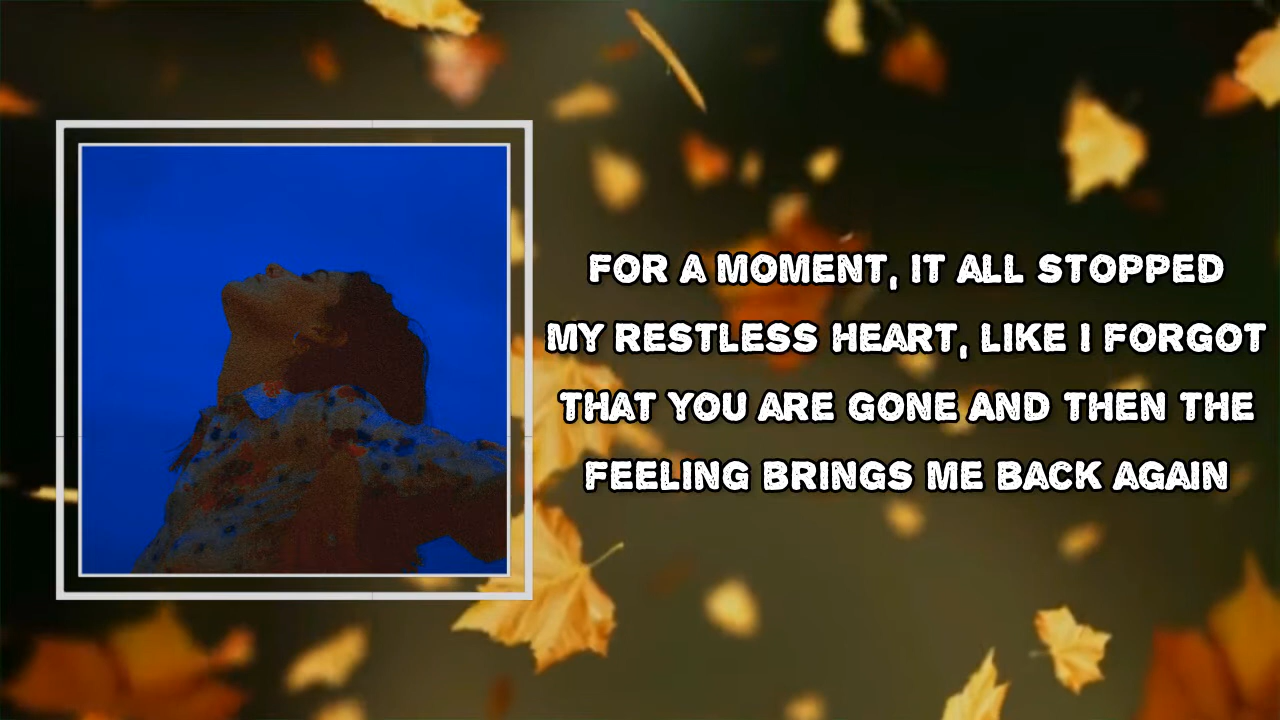 FOR A MOMENT, IT ALL STOPPED
MY RESTLESS HEART, LIKE I FORGOT
THAT YOU ARE GONE AND THEN THE
FEELING BRINGS ME BACK AGAIN